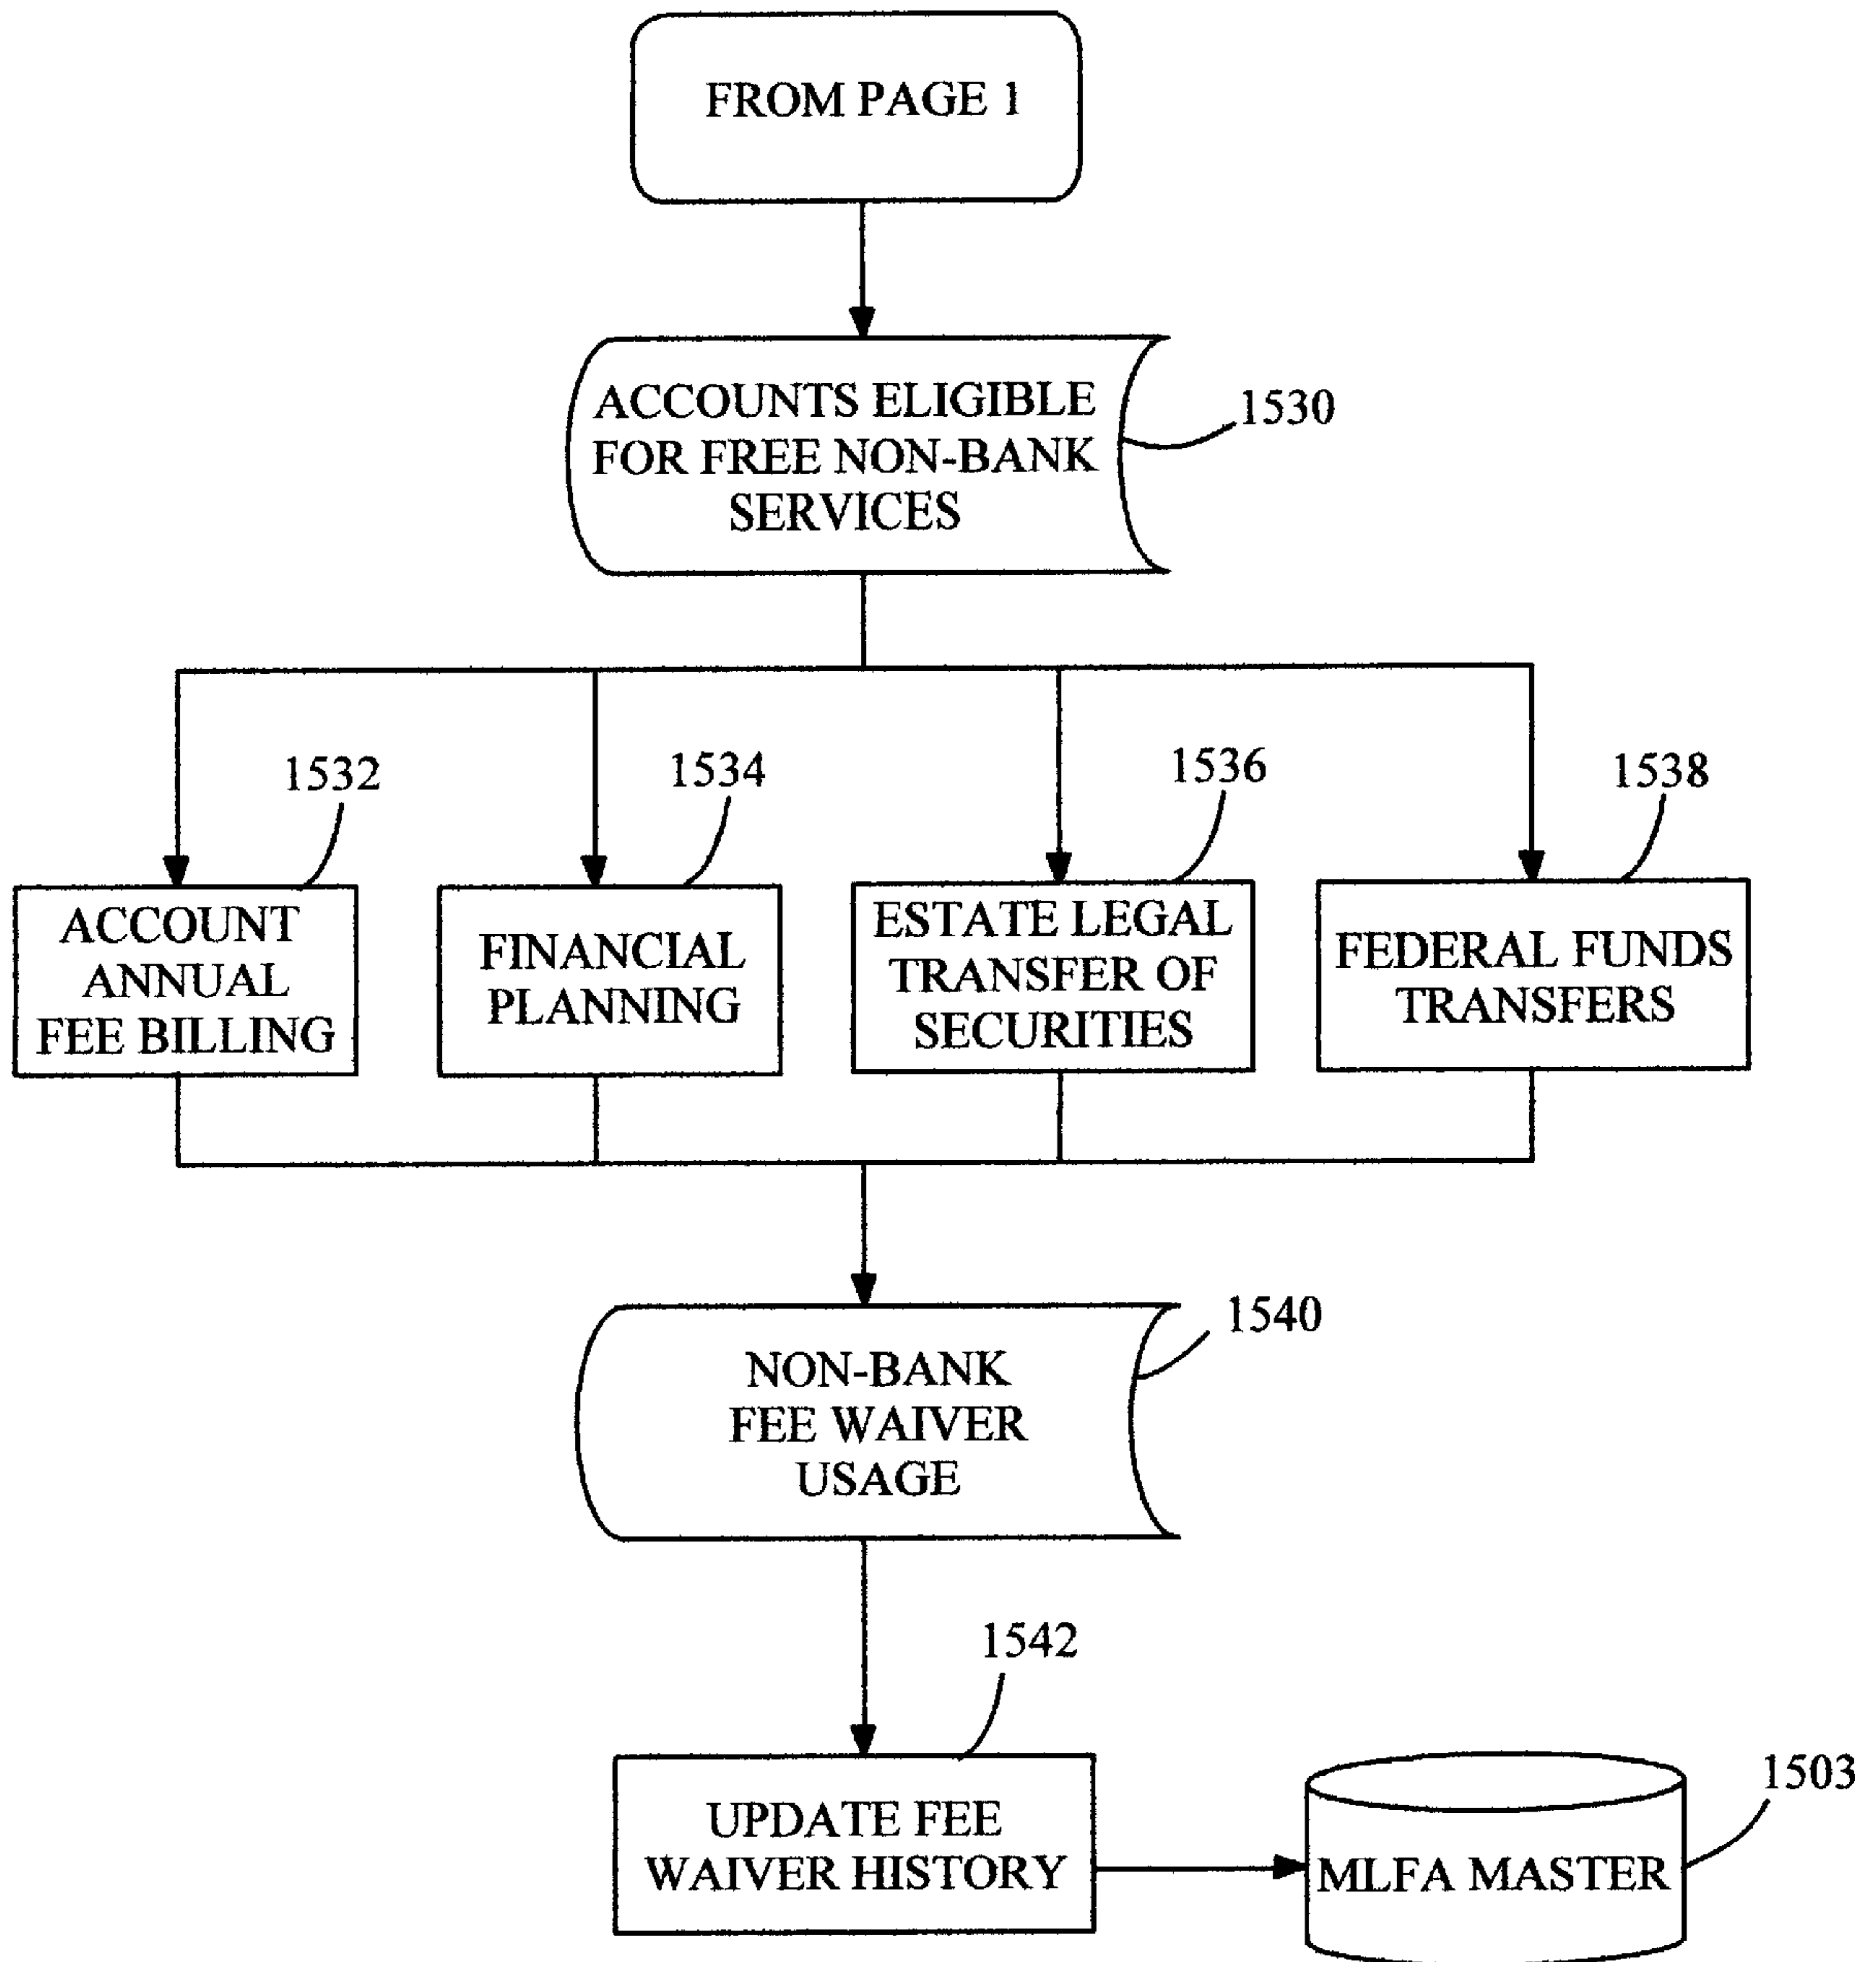 FROM PAGE 1
ACCOUNTS ELIGIBLE
FOR FREE NON-BANK
SERVICES
1530
1532
1534
1536
1538
ACCOUNT
ANNUAL
FEE BILLING
FINANCIAL
PLANNING
ESTATE LEGAL
TRANSFER OF
SECURITIES
FEDERAL FUNDS
TRANSFERS
NON-BANK
FEE WAIVER
USAGE
1540
1542
UPDATE FEE
WAIVER HISTORY
MLFA MASTER
1503